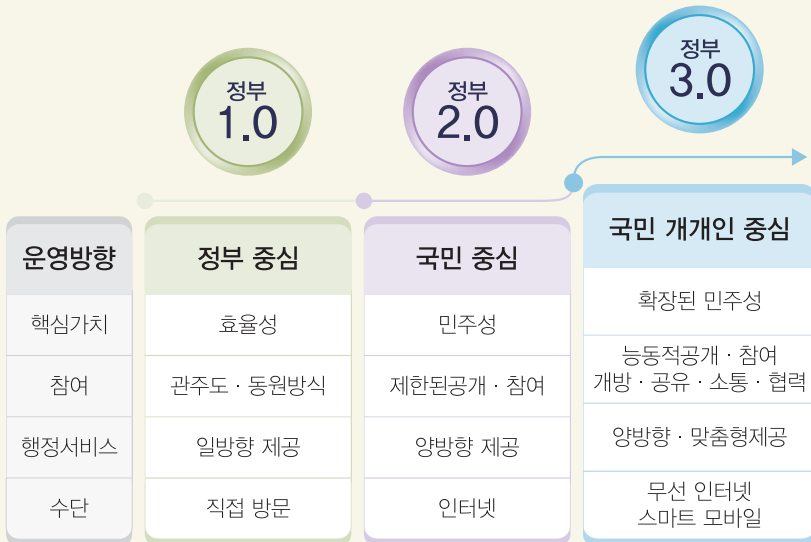 정부
1.0
정부
2.0
정부
3.0
운영방향
정부 중심
국민 중심
국민 개개인 중심
핵심가치
효율성
민주성
확장된 민주성
참여
관주도 · 동원방식
제한된공개 · 참여
능동적공개 · 참여
개방 · 공유 · 소통 · 협력
행정서비스
일방향 제공
양방향 제공
양방향 · 맞춤형제공
수단
직접 방문
인터넷
무선 인터넷
스마트 모바일